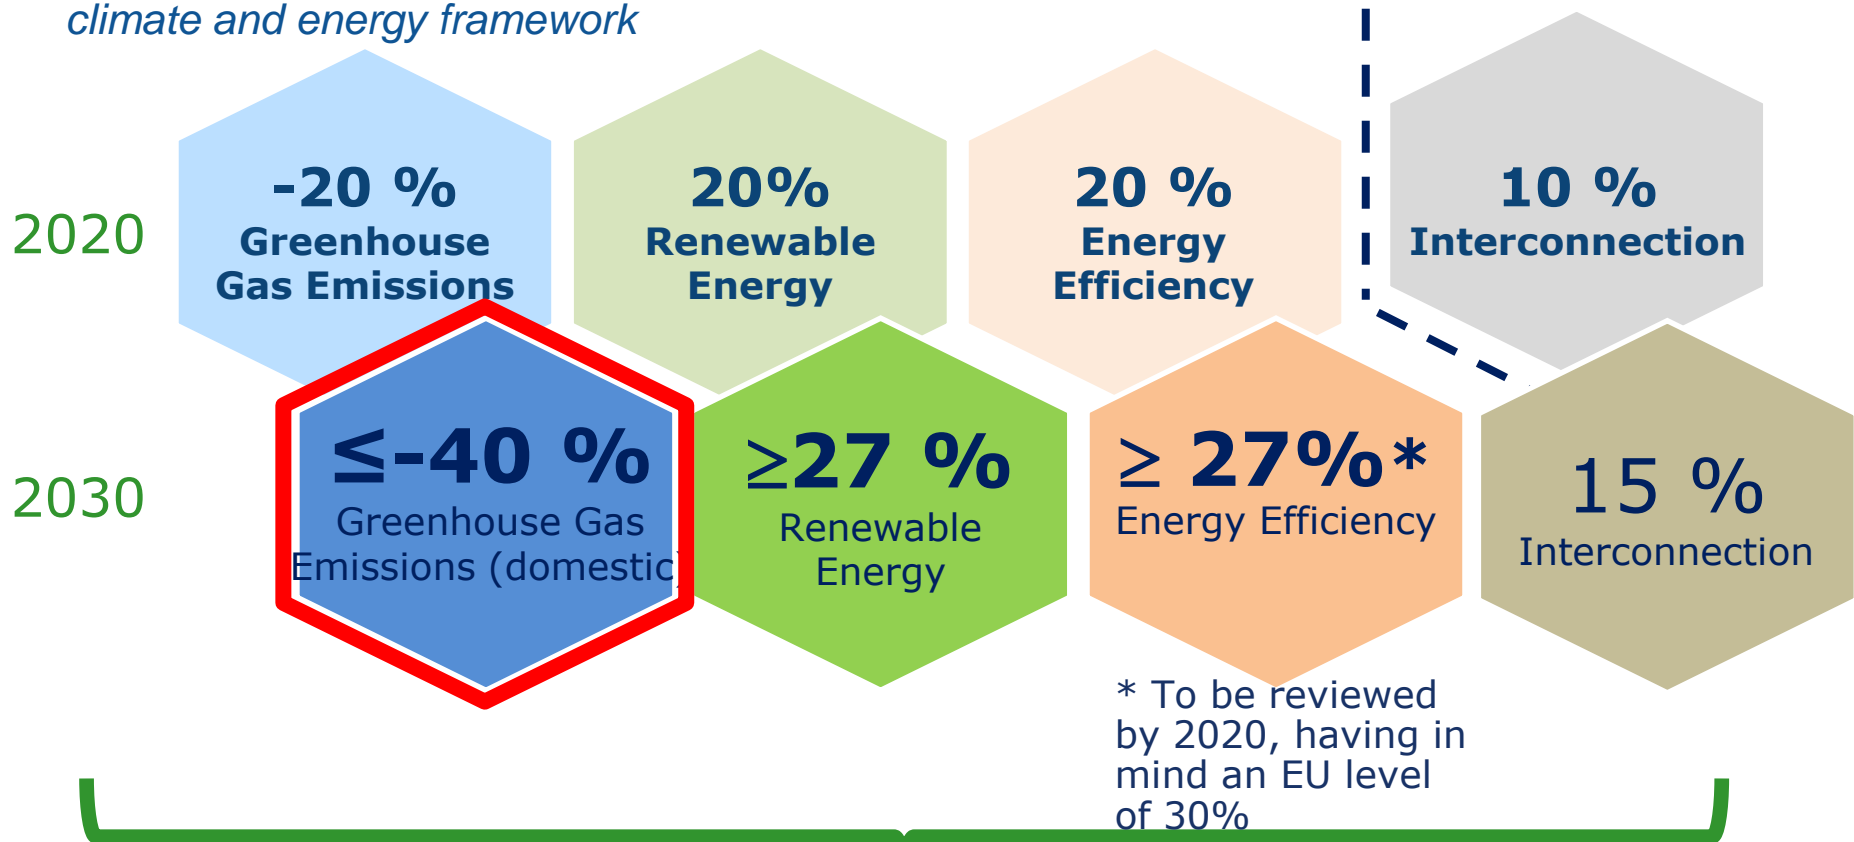 climate and energy framework
2020
-20 %
Greenhouse
Gas Emissions
20%
Renewable
Energy
20 %
Energy
Efficiency
10 %
Interconnection
2030
≤-40 %
Greenhouse Gas
Emissions (domestic)
≥27 %
Renewable
Energy
≥ 27%*
Energy Efficiency
15 %
Interconnection
* To be reviewed
by 2020, having in
mind an EU level
of 30%